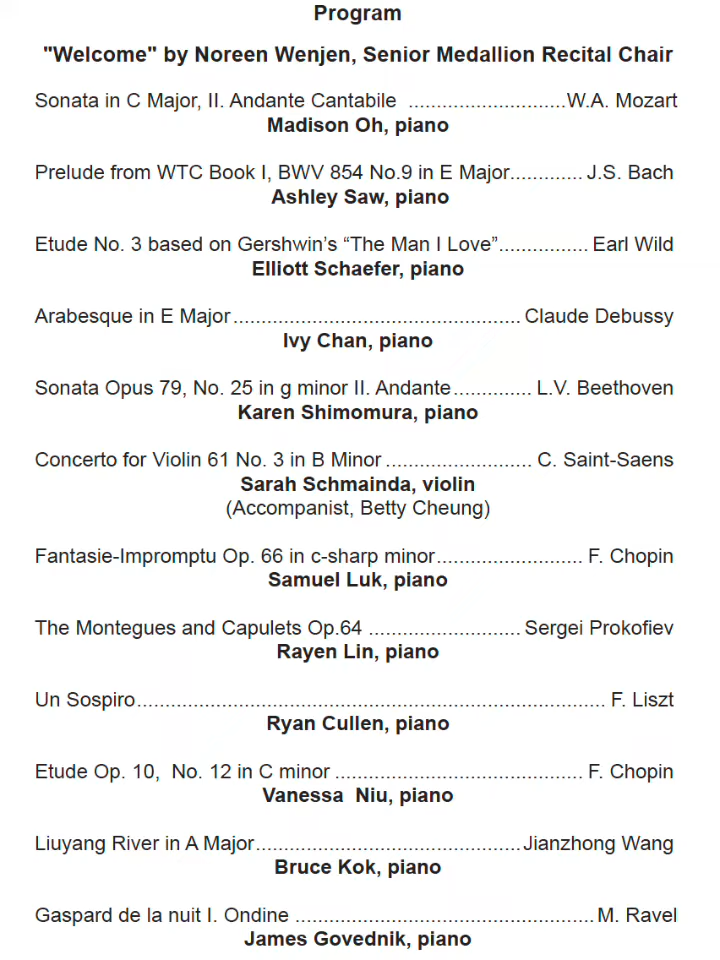 Program
"Welcome" by Noreen Wenjen, Senior Medallion Recital Chair
Sonata in C Major, II. Andante Cantabile ............................W.A. Mozart
Madison Oh, piano
Prelude from WTC Book I, BWV 854 No.9 in E Major............. J.S. Bach
Ashley Saw, piano
Etude No. 3 based on Gershwin’s “The Man I Love”................ Earl Wild
Elliott Schaefer, piano
Arabesque in E Major................................................... Claude Debussy
Ivy Chan, piano
Sonata Opus 79, No. 25 in g minor II. Andante.............. L.V. Beethoven
Karen Shimomura, piano
Concerto for Violin 61 No. 3 in B Minor .......................... C. Saint-Saens
Sarah Schmainda, violin
(Accompanist, Betty Cheung)
Fantasie-Impromptu Op. 66 in c-sharp minor.......................... F. Chopin
Samuel Luk, piano
The Montegues and Capulets Op.64 ........................... Sergei Prokofiev
Rayen Lin, piano
Un Sospiro................................................................................... F. Liszt
Ryan Cullen, piano
Etude Op. 10,  No. 12 in C minor ............................................ F. Chopin
Vanessa  Niu, piano
Liuyang River in A Major...............................................Jianzhong Wang
Bruce Kok, piano
Gaspard de la nuit I. Ondine .....................................................M. Ravel
James Govednik, piano